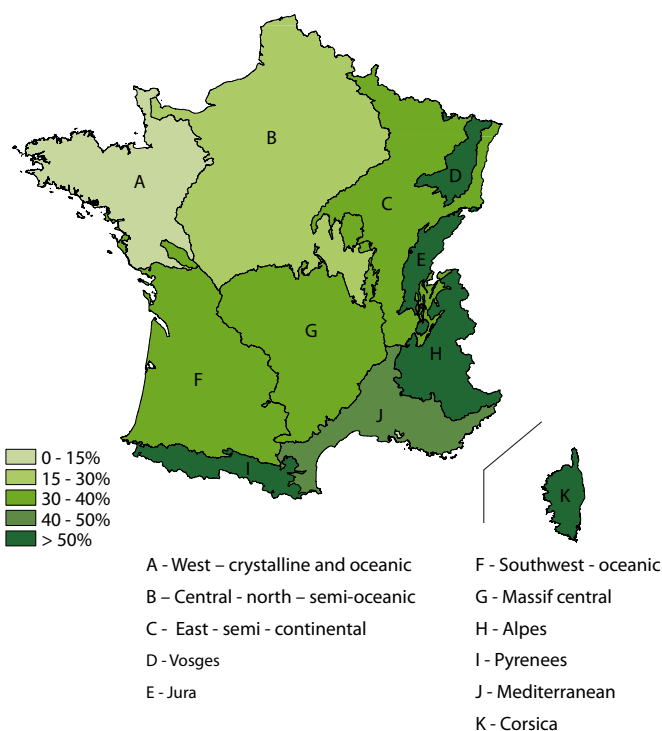 B
A
D
C
E
G
H
F
J
I
K
0 - 15%
15 - 30%
30 - 40%
40 - 50%
> 50%
A - West – crystalline and oceanic
B – Central - north – semi-oceanic
C - East - semi - continental
D - Vosges
E - Jura
F - Southwest - oceanic
G - Massif central
H - Alpes
I - Pyrenees
J - Mediterranean
K - Corsica